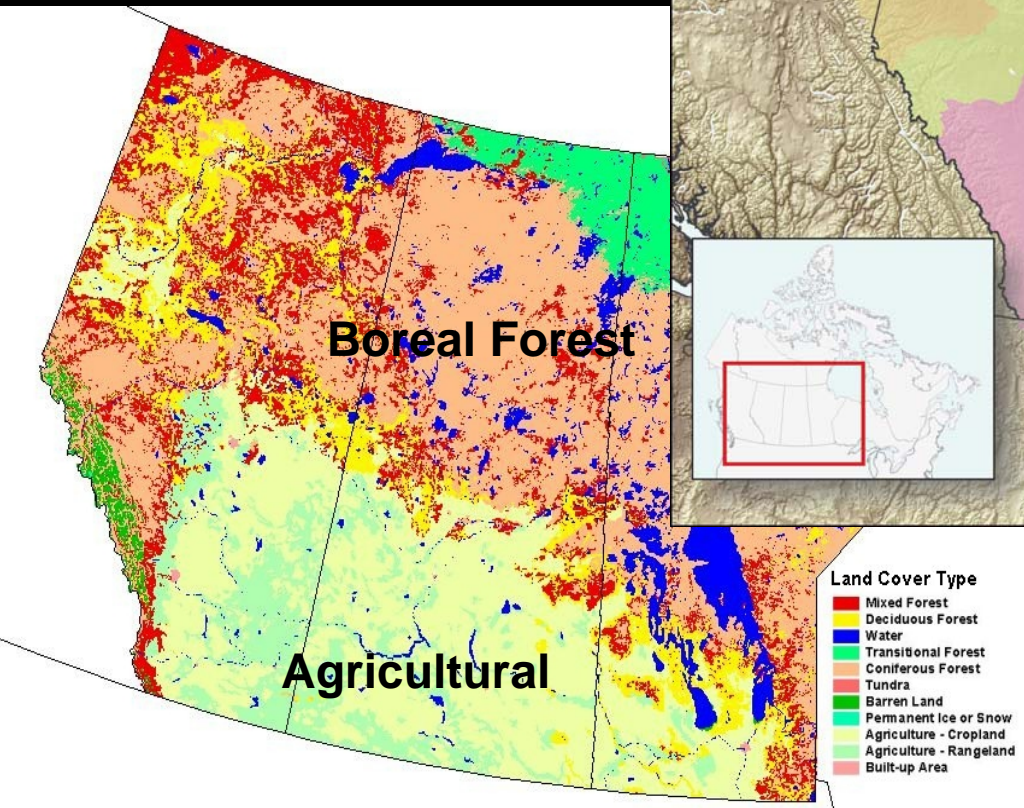 Boreal Forest
Agricultural
Land Cover Type
Mixed Forest
Deciduous Forest
Water
Transitional Forest
Coniferous Forest
Tundra
Barren Land
Permanent Ice or Snow
Agriculture - Cropland
Agriculture - Rangeland
Built-up Area